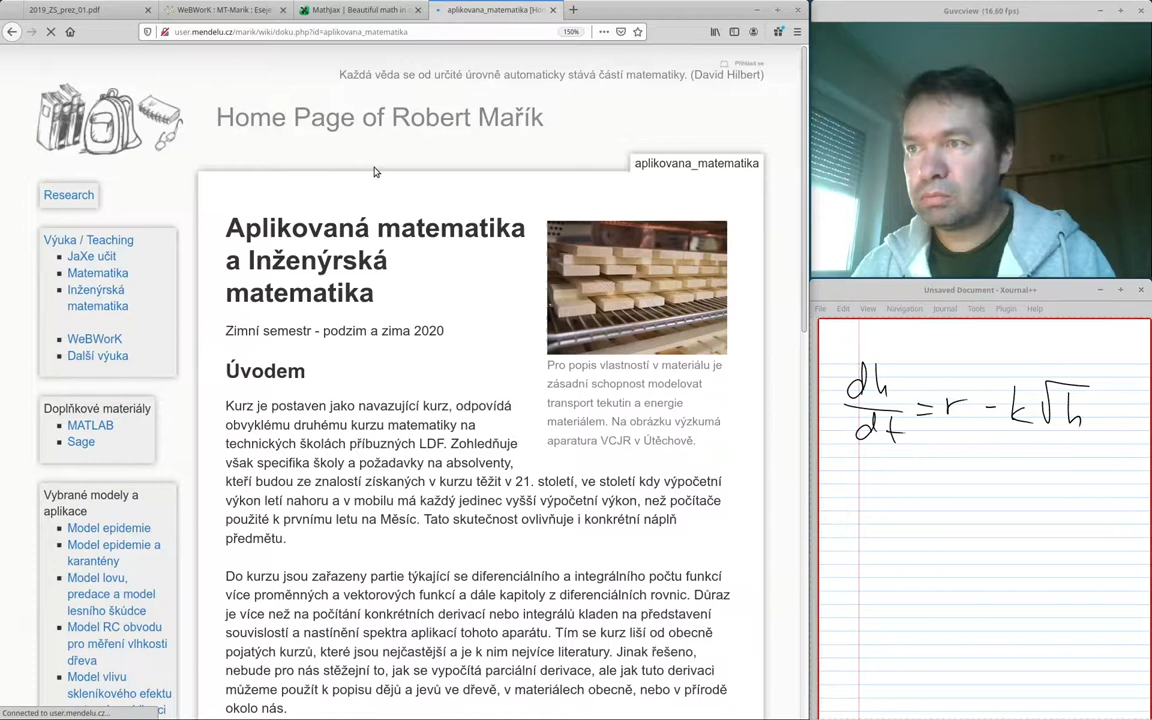 2019_ZS_prez_01.pdf
WeBWorK : MT-Marik : Eseje
MathJax | Beautiful math in
aplikovana_matematika [Ho
user.mendelu.cz/marik/wiki/doku.php?id=aplikovana_matematika
150%
Přihlásit se
Každá věda se od určité úrovně automaticky stává částí matematiky. (David Hilbert)
Home Page of Robert Mařík
aplikovana_matematika
Research
Výuka / Teaching
JaXe učit
Matematika
Inženýrská
matematika
WeBWorK
Další výuka
Doplňkové materiály
MATLAB
Sage
Vybrané modely a
aplikace
Model epidemie
Model epidemie a
karantény
Model lovu,
predace a model
lesního škůdce
Model RC obvodu
pro měření vlhkosti
dřeva
Model vlivu
skleníkového efektu
Connected to user.mendelu.cz...
Aplikovaná matematika
a Inženýrská
matematika
Zimní semestr - podzim a zima 2020
Úvodem
Kurz je postaven jako navazující kurz, odpovídá
obvyklému druhému kurzu matematiky na
technických školách příbuzných LDF. Zohledňuje
však specifika školy a požadavky na absolventy,
kteří budou ze znalostí získaných v kurzu těžit v 21. století, ve století kdy výpočetní
výkon letí nahoru a v mobilu má každý jedinec vyšší výpočetní výkon, než počítače
použité k prvnímu letu na Měsíc. Tato skutečnost ovlivňuje i konkrétní náplň
předmětu.
Do kurzu jsou zařazeny partie týkající se diferenciálního a integrálního počtu funkcí
více proměnných a vektorových funkcí a dále kapitoly z diferenciálních rovnic. Důraz
je více než na počítání konkrétních derivací nebo integrálů kladen na představení
souvislostí a nastínění spektra aplikací tohoto aparátu. Tím se kurz liší od obecně
pojatých kurzů, které jsou nejčastější a je k nim nejvíce literatury. Jinak řešeno,
nebude pro nás stěžejní to, jak se vypočítá parciální derivace, ale jak tuto derivaci
můžeme použít k popisu dějů a jevů ve dřevě, v materiálech obecně, nebo v přírodě
okolo nás.
Pro popis vlastností v materiálu je
zásadní schopnost modelovat
transport tekutin a energie
materiálem. Na obrázku výzkumá
aparatura VCJR v Útěchově.
Guvcview (16,60 fps)
Unsaved Document - Xournal++
File Edit View Navigation Journal Tools Plugin Help
dh
dt = r - k√h